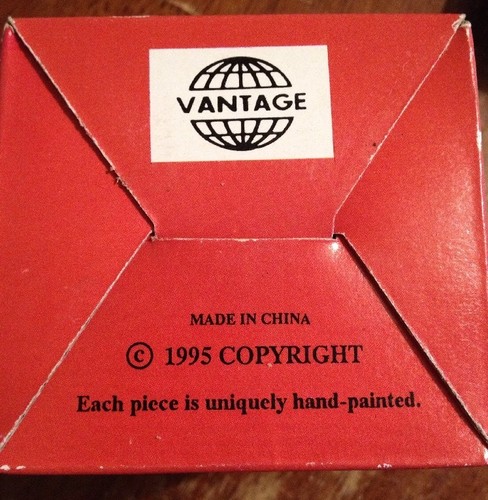 VANTAGE
MADE IN CHINA
© 1995 COPYRIGHT
Each piece is uniquely hand-painted.